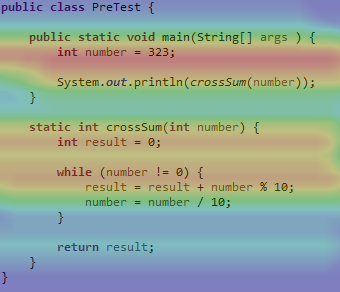 public class PreTest {
    public static void main(String[] args ) {
        int number = 323;
        System.out.println(crossSum(number));
    }
    static int crossSum(int number) {
        int result = 0;
        while (number != 0) {
            result = result + number % 10;
            number = number / 10;
        }
        return result;
    }
}